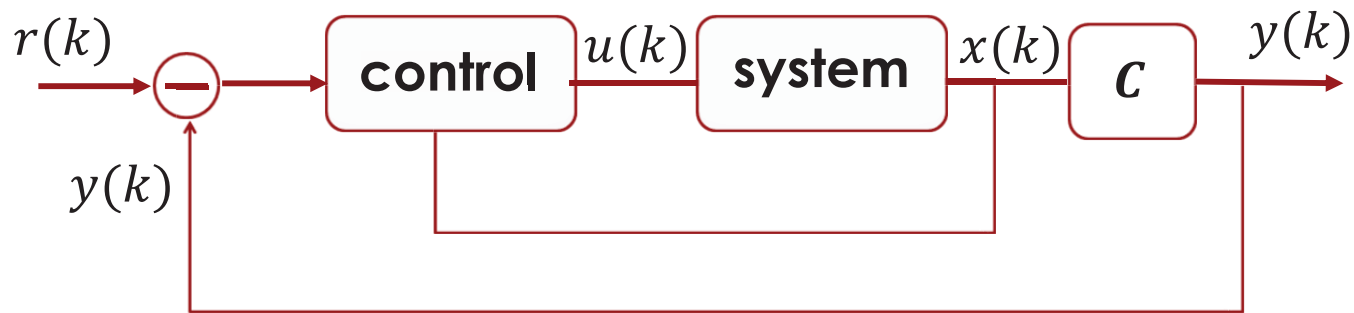 r(k)
−
control
u(k)
system
x(k)
C
y(k)
y(k)